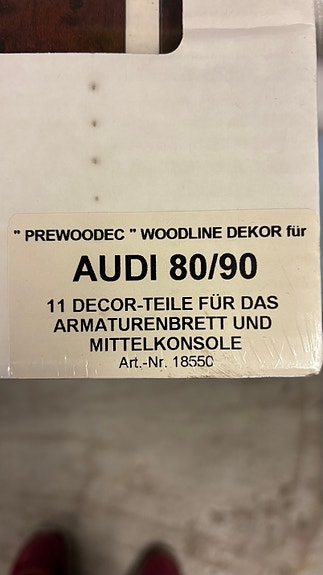 " PREWOODEC " WOODLINE DEKOR für
AUDI 80/90
11 DECOR-TEILE FÜR DAS
ARMATURENBRETT UND
MITTELKONSOLE
Art.-Nr. 18550